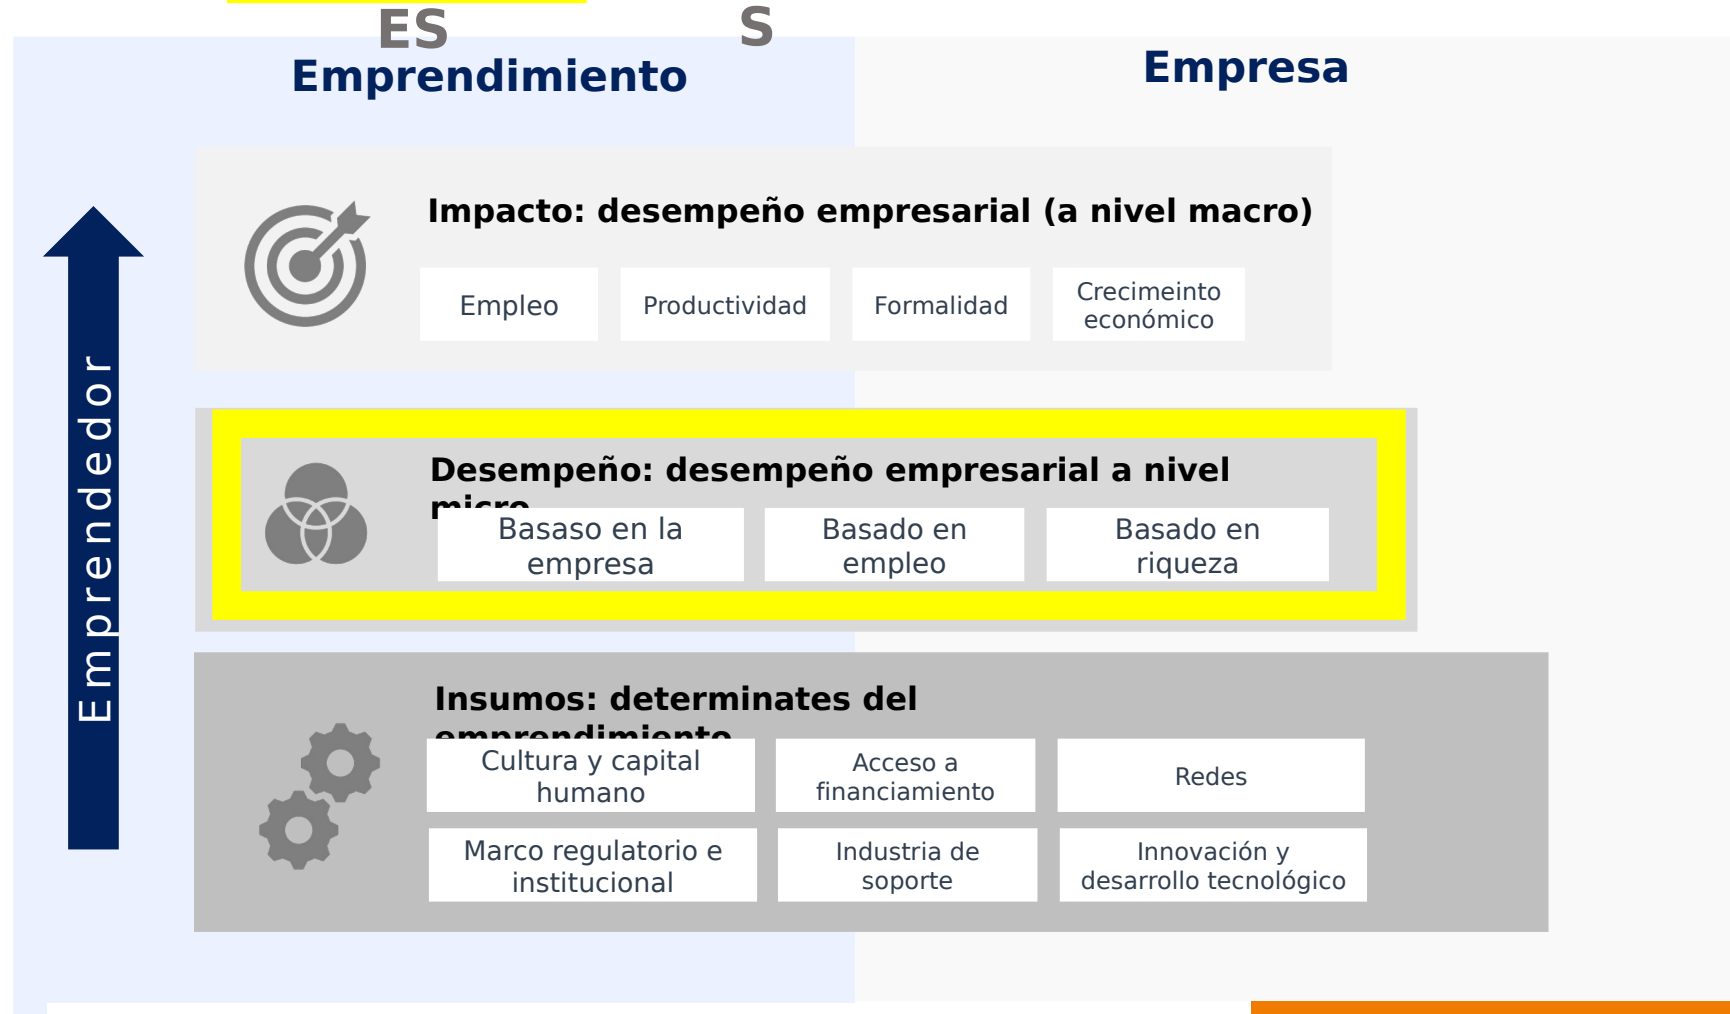 ES
S
Emprendimiento
Empresa
Impacto: desempeño empresarial (a nivel macro)
Empleo
Productividad
Formalidad
Crecimeinto
económico
Emprendedor
Desempeño: desempeño empresarial a nivel
micro
Basaso en la
empresa
Basado en
empleo
Basado en
riqueza
Insumos: determinates del
emprendimiento
Cultura y capital
humano
Acceso a
financiamiento
Redes
Marco regulatorio e
institucional
Industria de
soporte
Innovación y
desarrollo tecnológico